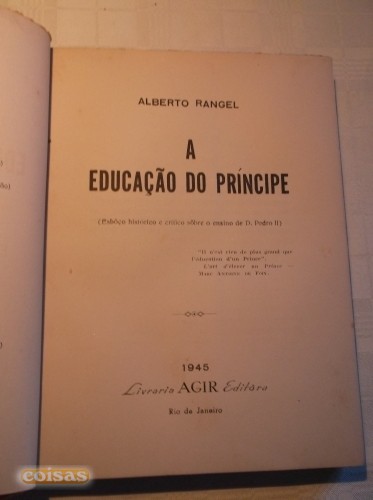 ALBERTO RANGEL
A
EDUCAÇÃO DO PRÍNCIPE
(Esbôço histórico e crítico sôbre o ensino de D. Pedro II)
"Il n'est rien de plus grand que
l'éducation d'un Prince".
L'art d'élever un Prince —
1945
Livraria AGIR Editôra
Rio de Janeiro
coisas